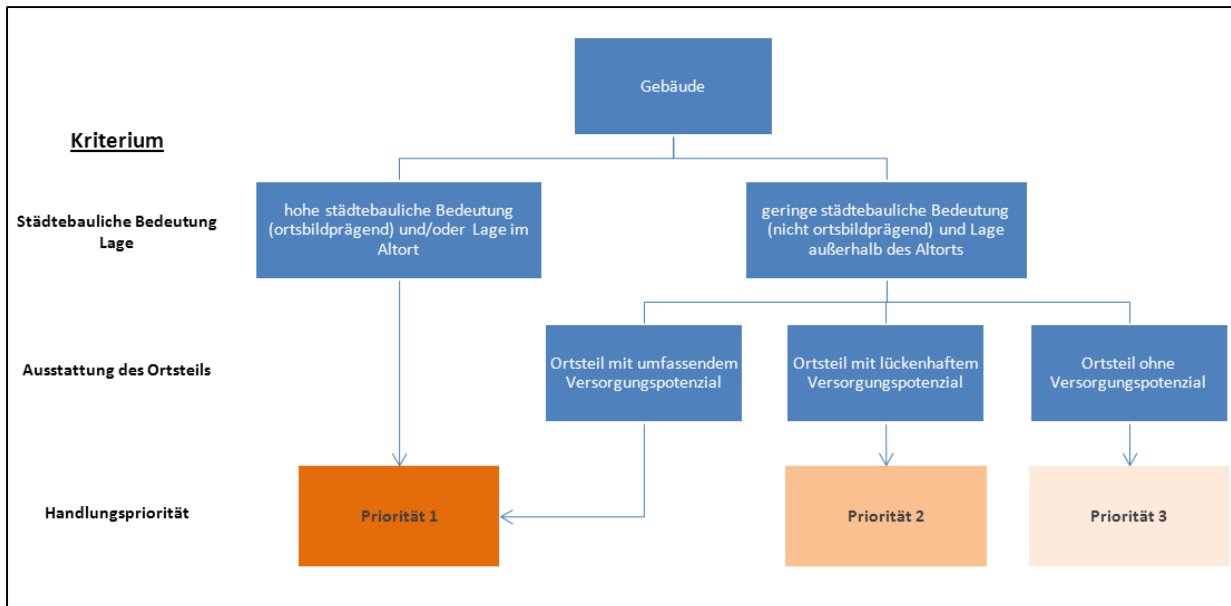 Gebäude
Kriterium
Städtebauliche Bedeutung
Lage
hohe städtebauliche Bedeutung
(ortsbildprägend) und/oder Lage im
Altort
geringe städtebauliche Bedeutung
(nicht ortsbildprägend) und Lage
außerhalb des Altorts
Ausstattung des Ortsteils
Ortsteil mit umfassendem
Versorgungspotenzial
Ortsteil mit lückenhaftem
Versorgungspotenzial
Ortsteil ohne
Versorgungspotenzial
Handlungspriorität
Priorität 1
Priorität 2
Priorität 3